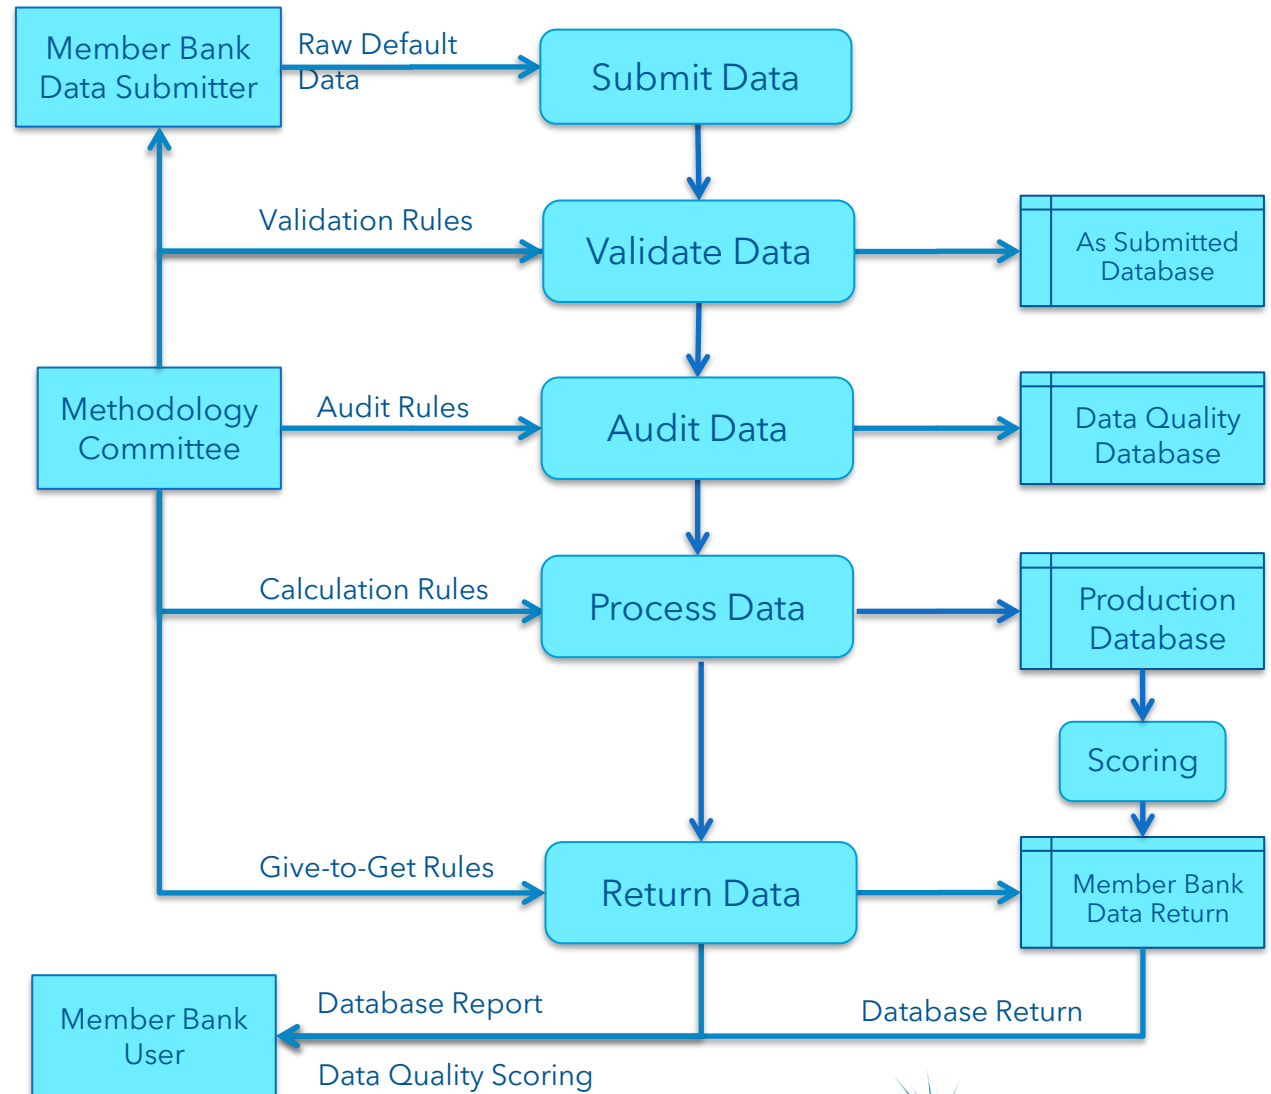 Member Bank
Data Submitter
Raw Default
Data
Submit Data
Validation Rules
Validate Data
As Submitted
Database
Methodology
Committee
Audit Rules
Audit Data
Data Quality
Database
Calculation Rules
Process Data
Production
Database
Scoring
Give-to-Get Rules
Return Data
Member Bank
Data Return
Member Bank
User
Database Report
Database Return
Data Quality Scoring